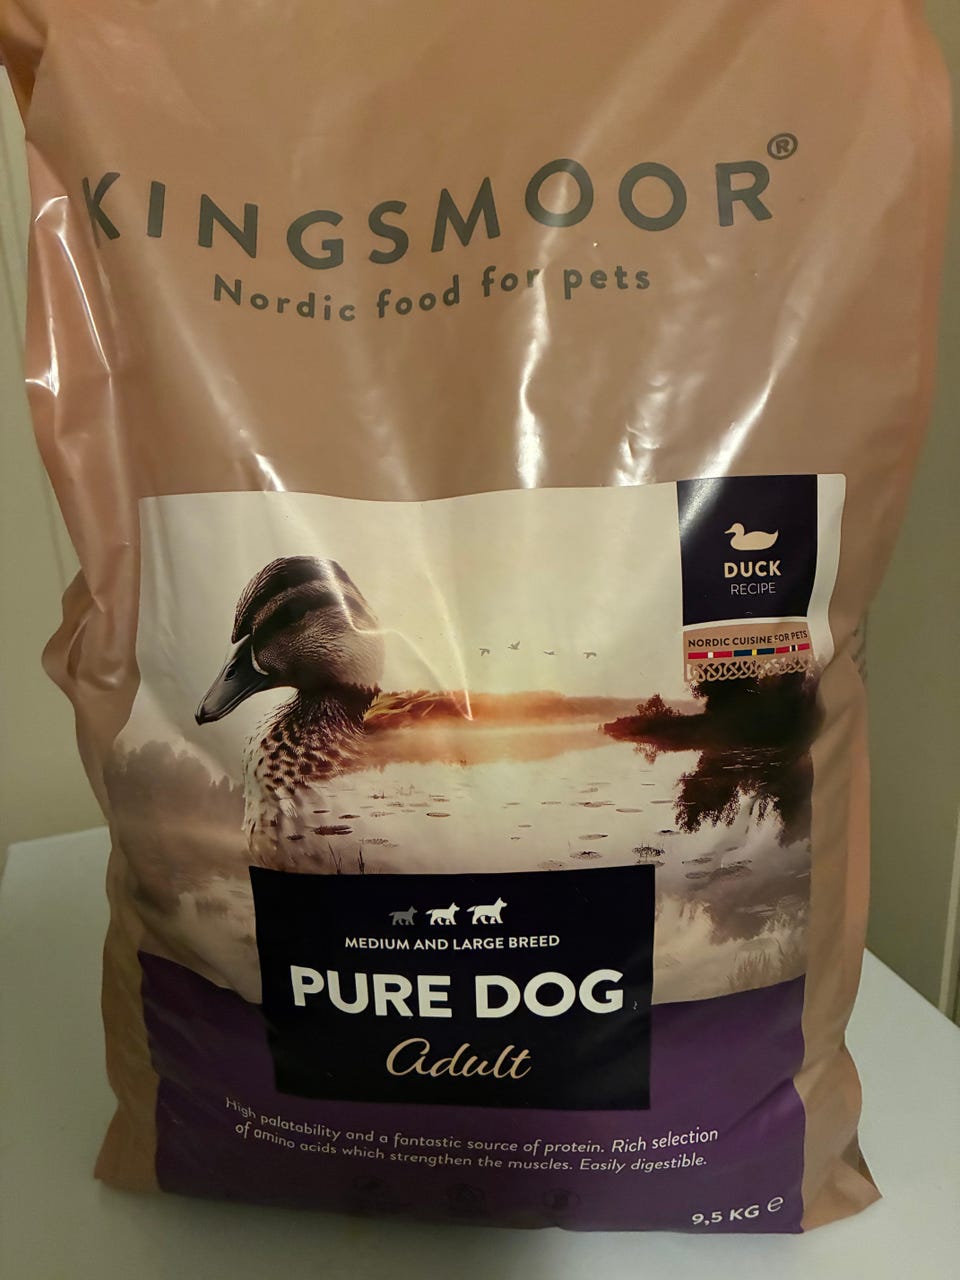 KINGSMOOR®
Nordic food for pets
DUCK
RECIPE
NORDIC CUISINE FOR PETS
MEDIUM AND LARGE BREED
PURE DOG
Adult
High palatability and a fantastic source of protein. Rich selection
of amino acids which strengthen the muscles. Easily digestible.
9,5 KG e